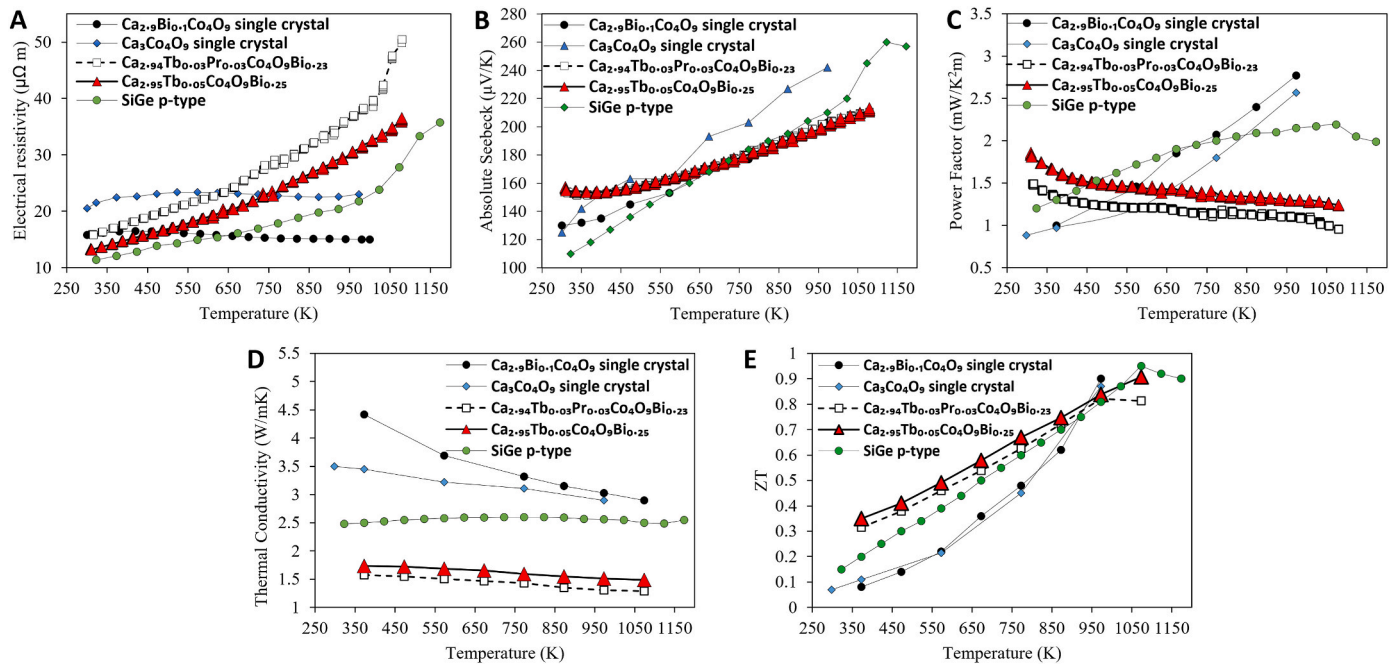 A
Ca₂.₉Bi₀.₁Co₄O₉ single crystal
Ca₃Co₄O₉ single crystal
Ca₂.₉₄Tb₀.₀₃Pr₀.₀₃Co₄O₉Bi₀.₂₃
Ca₂.₉₅Tb₀.₀₅Co₄O₉Bi₀.₂₅
SiGe p-type
Electrical resistivity (μΩ m)
50
40
30
20
10
250 350 450 550 650 750 850 950 1050 1150
Temperature (K)
B
Ca₂.₉Bi₀.₁Co₄O₉ single crystal
Ca₃Co₄O₉ single crystal
Ca₂.₉₄Tb₀.₀₃Pr₀.₀₃Co₄O₉Bi₀.₂₃
Ca₂.₉₅Tb₀.₀₅Co₄O₉Bi₀.₂₅
SiGe p-type
Absolute Seebeck (μV/K)
260
240
220
200
180
160
140
120
100
250 350 450 550 650 750 850 950 1050 1150
Temperature (K)
C
Ca₂.₉Bi₀.₁Co₄O₉ single crystal
Ca₃Co₄O₉ single crystal
Ca₂.₉₄Tb₀.₀₃Pr₀.₀₃Co₄O₉Bi₀.₂₃
Ca₂.₉₅Tb₀.₀₅Co₄O₉Bi₀.₂₅
SiGe p-type
Power Factor (mW/K²m)
3
2.5
2
1.5
1
0.5
250 350 450 550 650 750 850 950 1050 1150
Temperature (K)
D
Ca₂.₉Bi₀.₁Co₄O₉ single crystal
Ca₃Co₄O₉ single crystal
Ca₂.₉₄Tb₀.₀₃Pr₀.₀₃Co₄O₉Bi₀.₂₃
Ca₂.₉₅Tb₀.₀₅Co₄O₉Bi₀.₂₅
SiGe p-type
Thermal Conductivity (W/mK)
5.5
5
4.5
4
3.5
3
2.5
2
1.5
1
250 350 450 550 650 750 850 950 1050 1150
Temperature (K)
E
Ca₂.₉Bi₀.₁Co₄O₉ single crystal
Ca₃Co₄O₉ single crystal
Ca₂.₉₄Tb₀.₀₃Pr₀.₀₃Co₄O₉Bi₀.₂₃
Ca₂.₉₅Tb₀.₀₅Co₄O₉Bi₀.₂₅
SiGe p-type
ZT
1
0.9
0.8
0.7
0.6
0.5
0.4
0.3
0.2
0.1
0
250 350 450 550 650 750 850 950 1050 1150
Temperature (K)